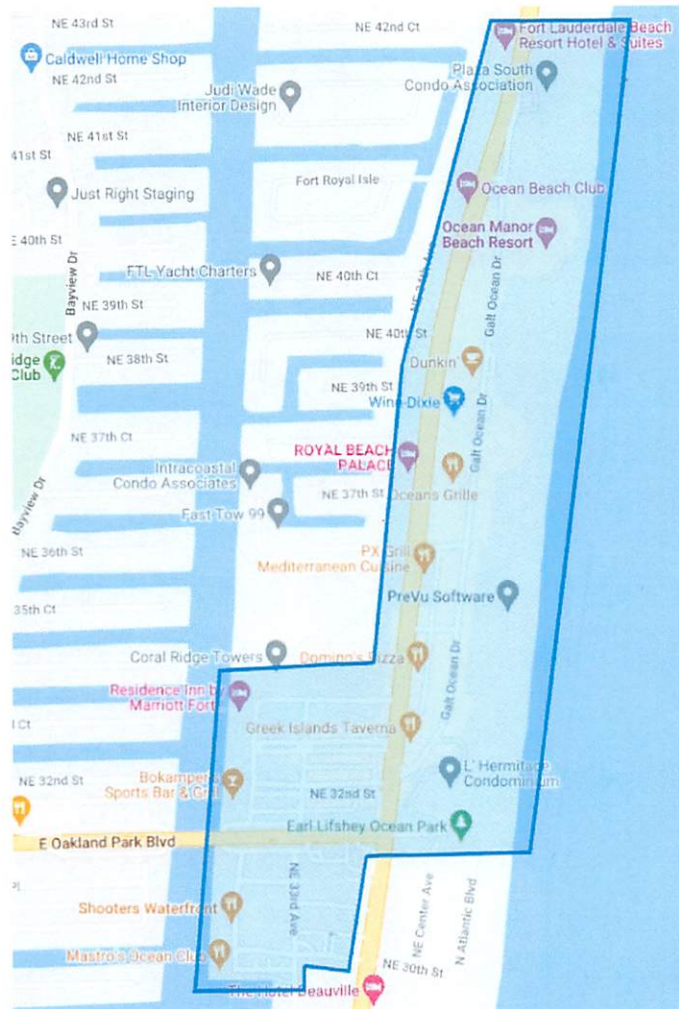 NE 43rd St
NE 42nd Ct
Fort Lauderdale Beach
Resort Hotel & Suites
Caldwell Home Shop
NE 42nd St
Judi Wade
Interior Design
Plaza South
Condo Association
NE 41st St
41st St
Fort Royal Isle
Ocean Beach Club
Just Right Staging
Ocean Manor
Beach Resort
E 40th St
Bayview Dr
FTL Yacht Charters
NE 40th Ct
NE 34th Ave
Galt Ocean Dr
NE 39th St
NE 40th St
9th Street
NE 38th St
idge
Club
Dunkin'
NE 39th St
Winn-Dixie
NE 37th Ct
ROYAL BEACH
PALACE
Galt Ocean Dr
Intracoastal
Condo Associates
NE 37th St
Oceans Grille
Bayview Dr
Fast Tow 99
NE 36th St
PX Grill
Mediterranean Cuisine
PreVu Software
35th Ct
Coral Ridge Towers
Domino's Pizza
Galt Ocean Dr
Residence Inn by
Marriott Fort
Greek Islands Taverna
Ct
NE 32nd St
Bokamper's
Sports Bar & Grill
L' Hermitage
Condominium
NE 32nd St
Earl Lifshey Ocean Park
E Oakland Park Blvd
NE 33rd Ave
NE Center Ave
N Atlantic Blvd
Pl
Shooters Waterfront
Mastro's Ocean Club
NE 30th St
The Hotel Beauville